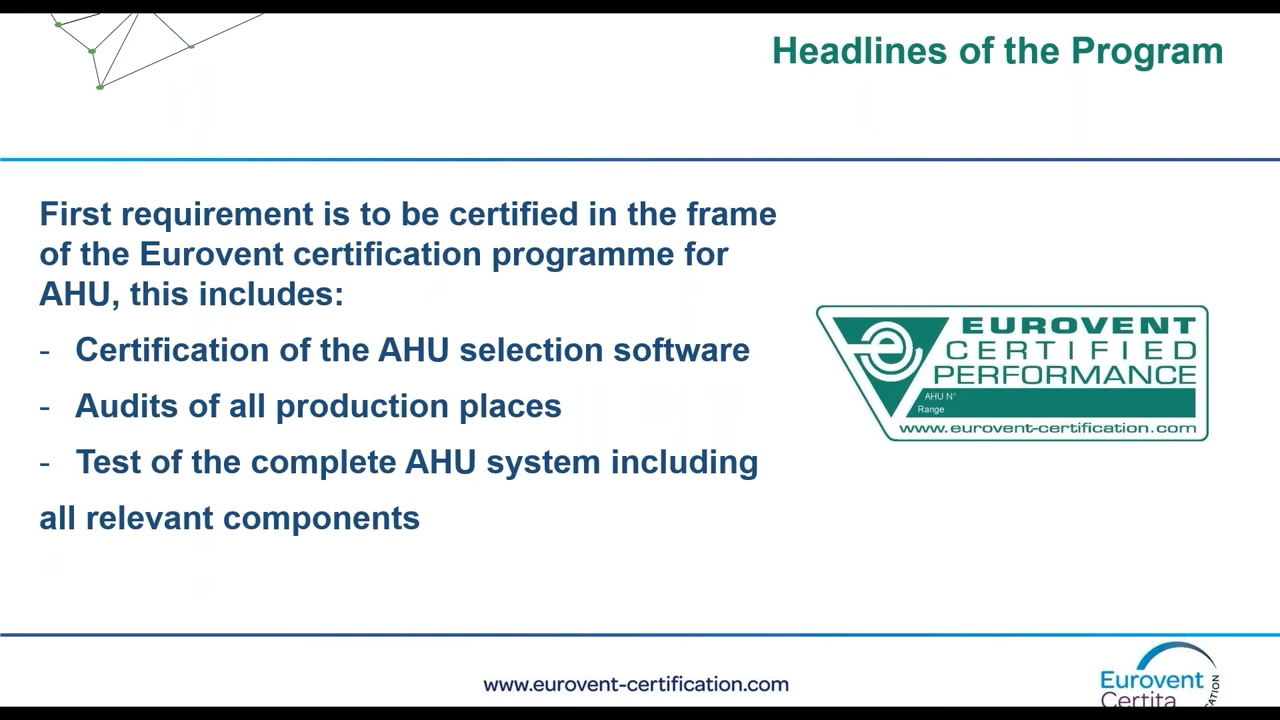 Headlines of the Program
First requirement is to be certified in the frame
of the Eurovent certification programme for
AHU, this includes:
- Certification of the AHU selection software
- Audits of all production places
- Test of the complete AHU system including
all relevant components
EUROVENT
CERTIFIED
PERFORMANCE
AHU N°
Range
www.eurovent-certification.com
www.eurovent-certification.com
Eurovent
Certita